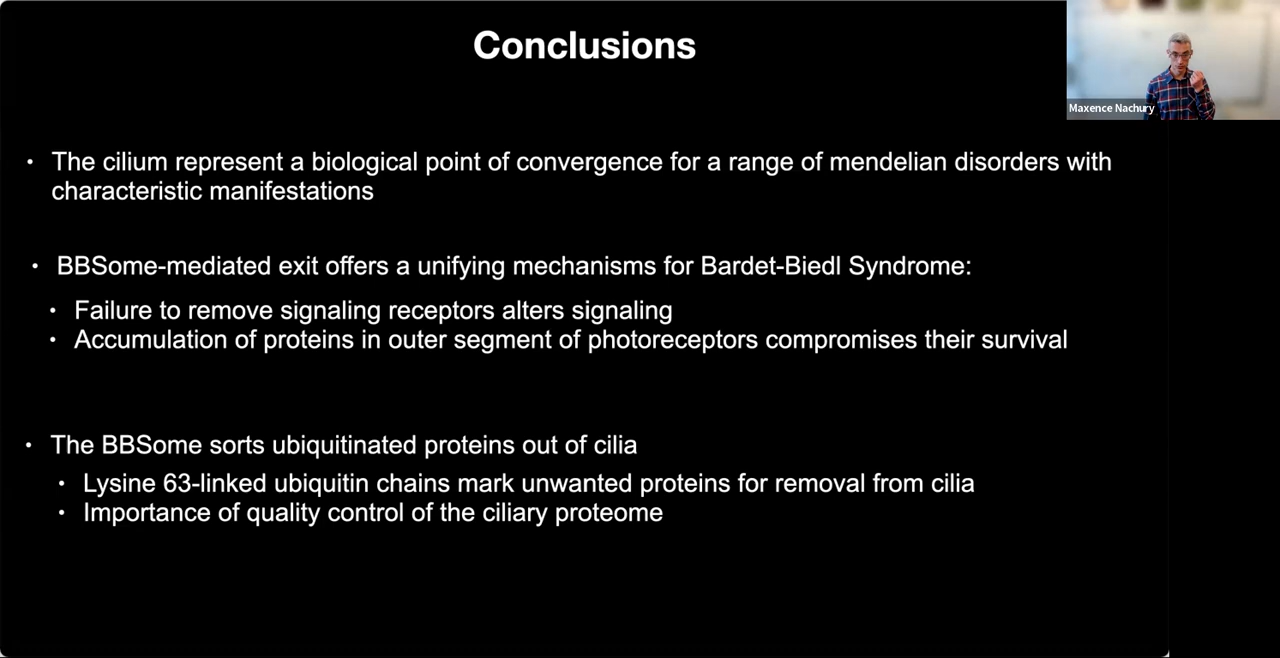 Conclusions
Maxence Nachury
• The cilium represent a biological point of convergence for a range of mendelian disorders with
characteristic manifestations
• BBSome-mediated exit offers a unifying mechanisms for Bardet-Biedl Syndrome:
• Failure to remove signaling receptors alters signaling
• Accumulation of proteins in outer segment of photoreceptors compromises their survival
• The BBSome sorts ubiquitinated proteins out of cilia
• Lysine 63-linked ubiquitin chains mark unwanted proteins for removal from cilia
• Importance of quality control of the ciliary proteome